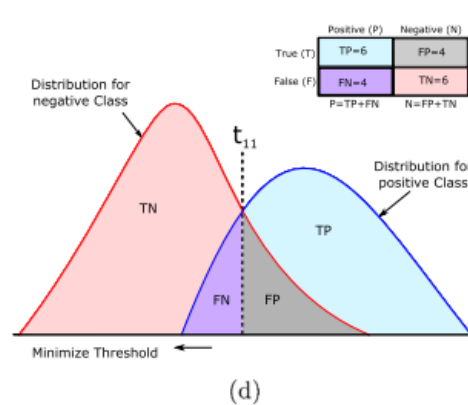 Positive (P) Negative (N)
True (T) TP=6 FP=4
False (F) FN=4 TN=6
P=TP+FN N=FP+TN
Distribution for
negative Class
t11
Distribution for
positive Class
TN
TP
FN FP
Minimize Threshold
(d)